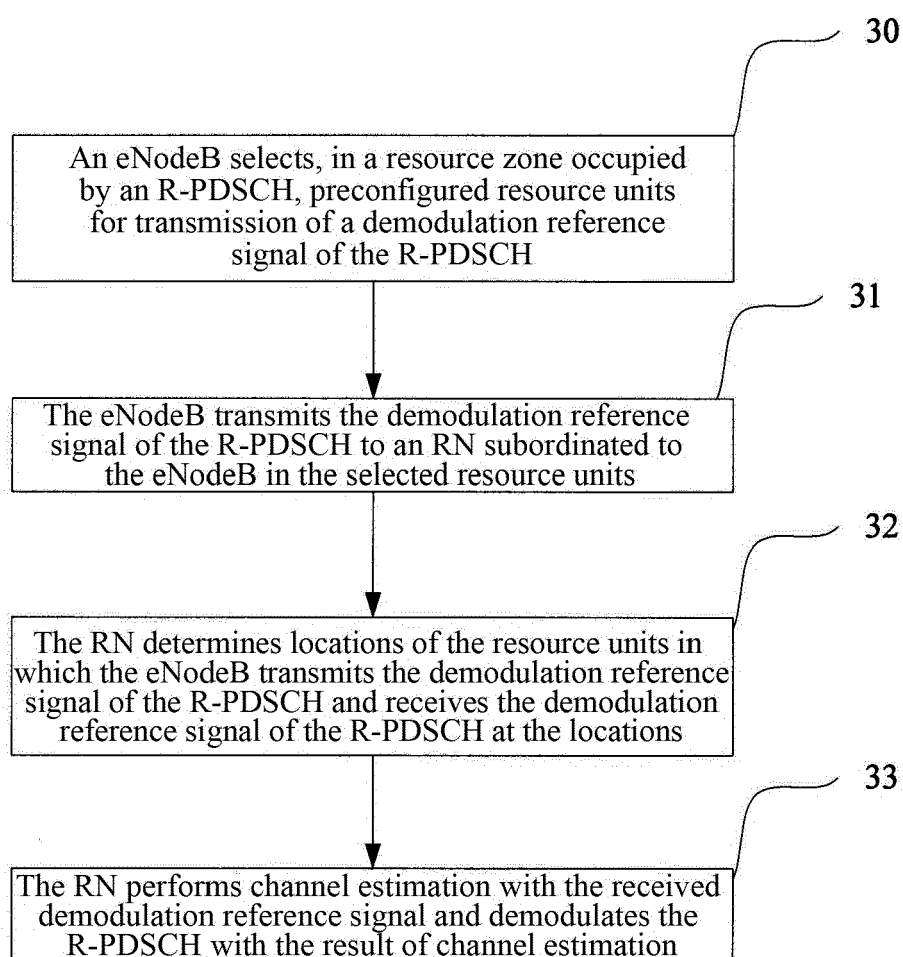 30
An eNodeB selects, in a resource zone occupied
by an R-PDSCH, preconfigured resource units
for transmission of a demodulation reference
signal of the R-PDSCH
31
The eNodeB transmits the demodulation reference
signal of the R-PDSCH to an RN subordinated to
the eNodeB in the selected resource units
32
The RN determines locations of the resource units in
which the eNodeB transmits the demodulation reference
signal of the R-PDSCH and receives the demodulation
reference signal of the R-PDSCH at the locations
33
The RN performs channel estimation with the received
demodulation reference signal and demodulates the
R-PDSCH with the result of channel estimation